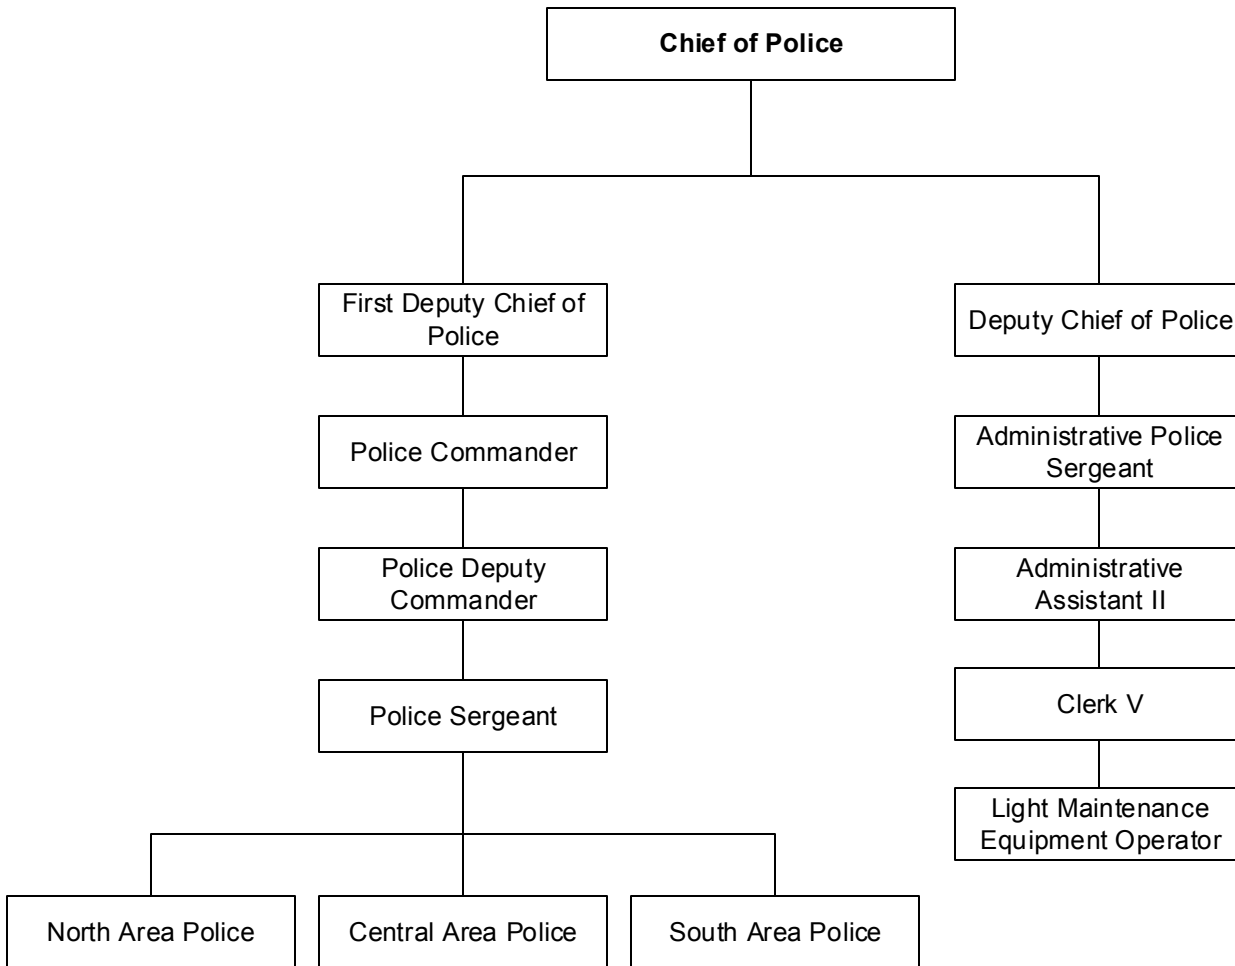 Chief of Police
First Deputy Chief of
Police
Deputy Chief of Police
Police Commander
Administrative Police
Sergeant
Police Deputy
Commander
Administrative
Assistant II
Police Sergeant
Clerk V
Light Maintenance
Equipment Operator
North Area Police
Central Area Police
South Area Police